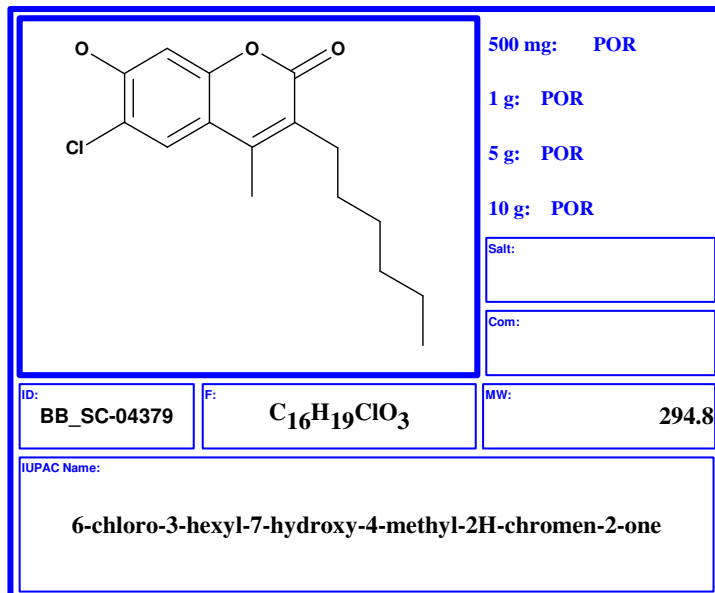 O
O
O
Cl
500 mg: POR
1 g: POR
5 g: POR
10 g: POR
Salt:
Com:
ID:
BB_SC-04379
F:
C16H19ClO3
MW:
294.8
IUPAC Name:
6-chloro-3-hexyl-7-hydroxy-4-methyl-2H-chromen-2-one